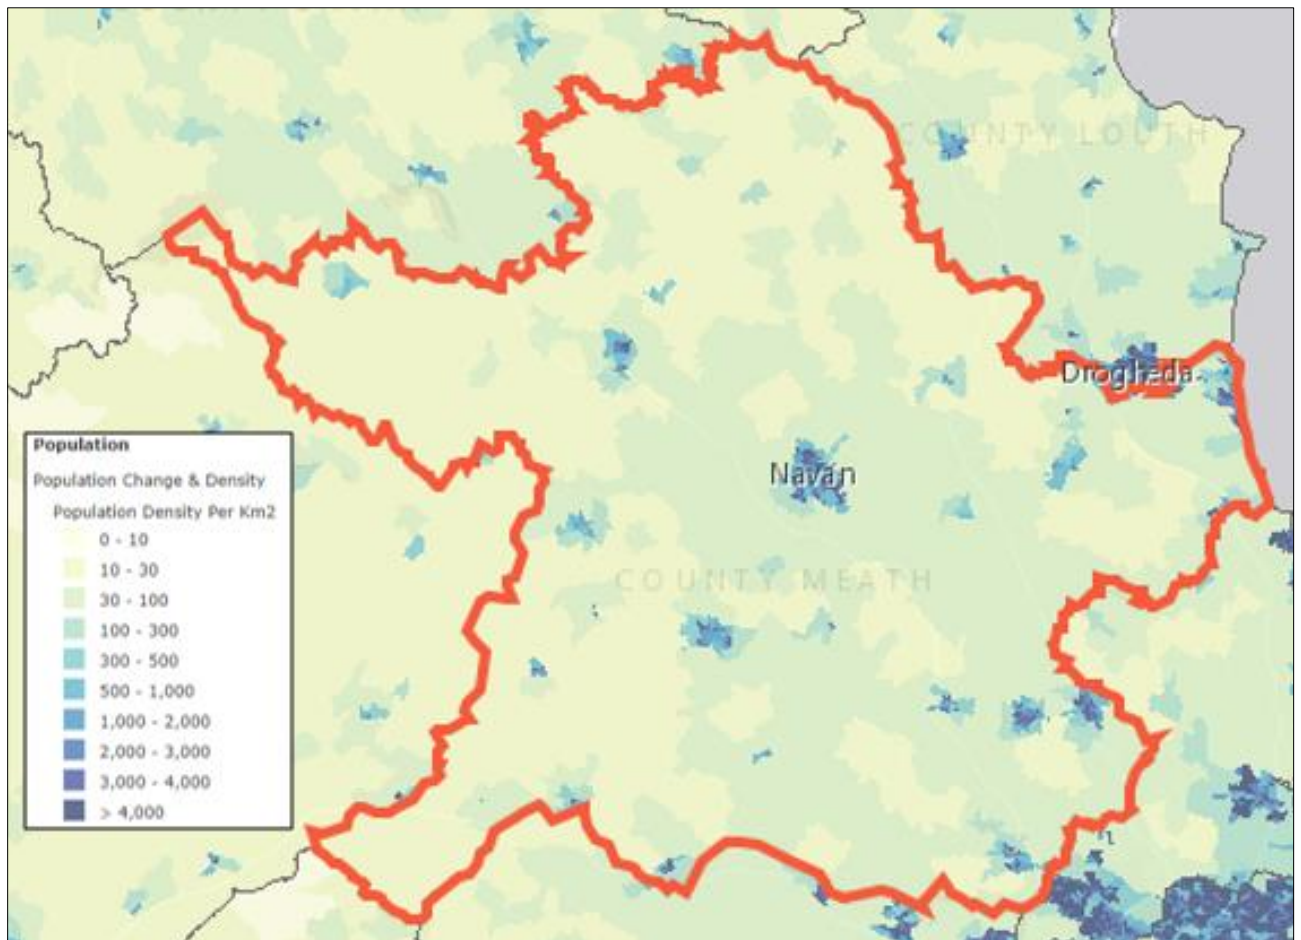 COUNTY LOUTH
Drogheda
Navan
COUNTY MEATH
Population
Population Change & Density
Population Density Per Km2
0 - 10
10 - 30
30 - 100
100 - 300
300 - 500
500 - 1,000
1,000 - 2,000
2,000 - 3,000
3,000 - 4,000
> 4,000